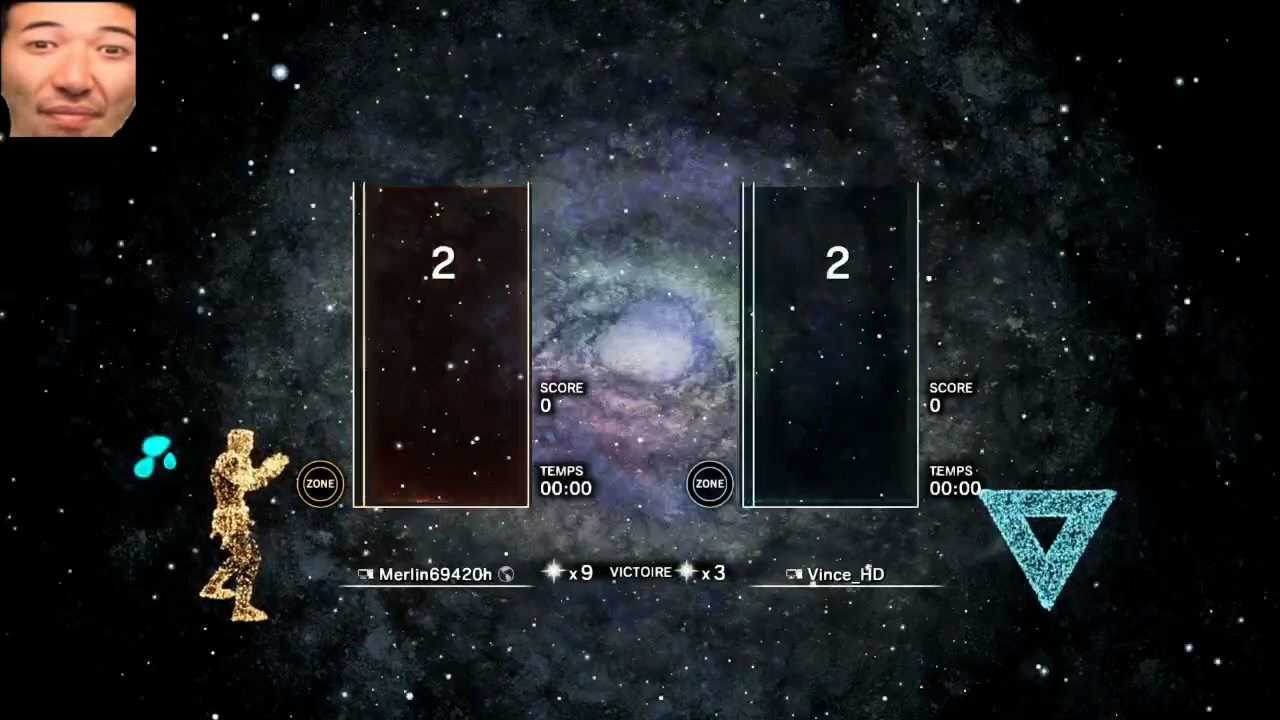 2
2
SCORE
0
SCORE
0
TEMPS
00:00
TEMPS
00:00
ZONE
ZONE
Merlin69420h
x9 VICTOIRE x3
Vince_HD